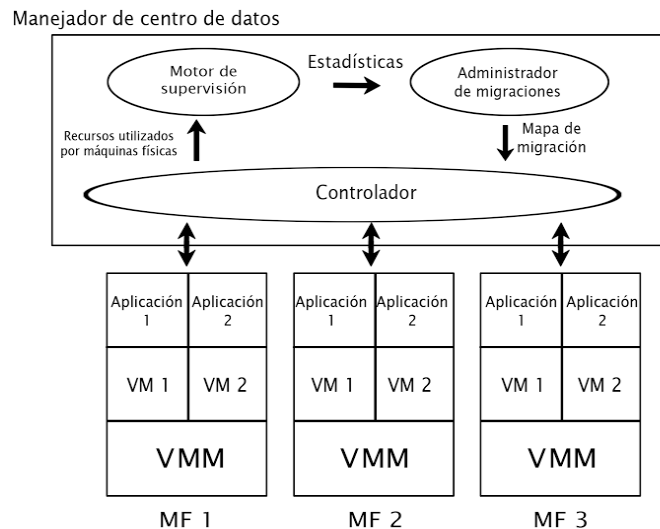 Manejador de centro de datos
Motor de
supervisión
Estadísticas
Administrador
de migraciones
Recursos utilizados
por máquinas físicas
Mapa de
migración
Controlador
Aplicación
1
Aplicación
2
Aplicación
1
Aplicación
2
Aplicación
1
Aplicación
2
VM 1
VM 2
VM 1
VM 2
VM 1
VM 2
VMM
VMM
VMM
MF 1
MF 2
MF 3